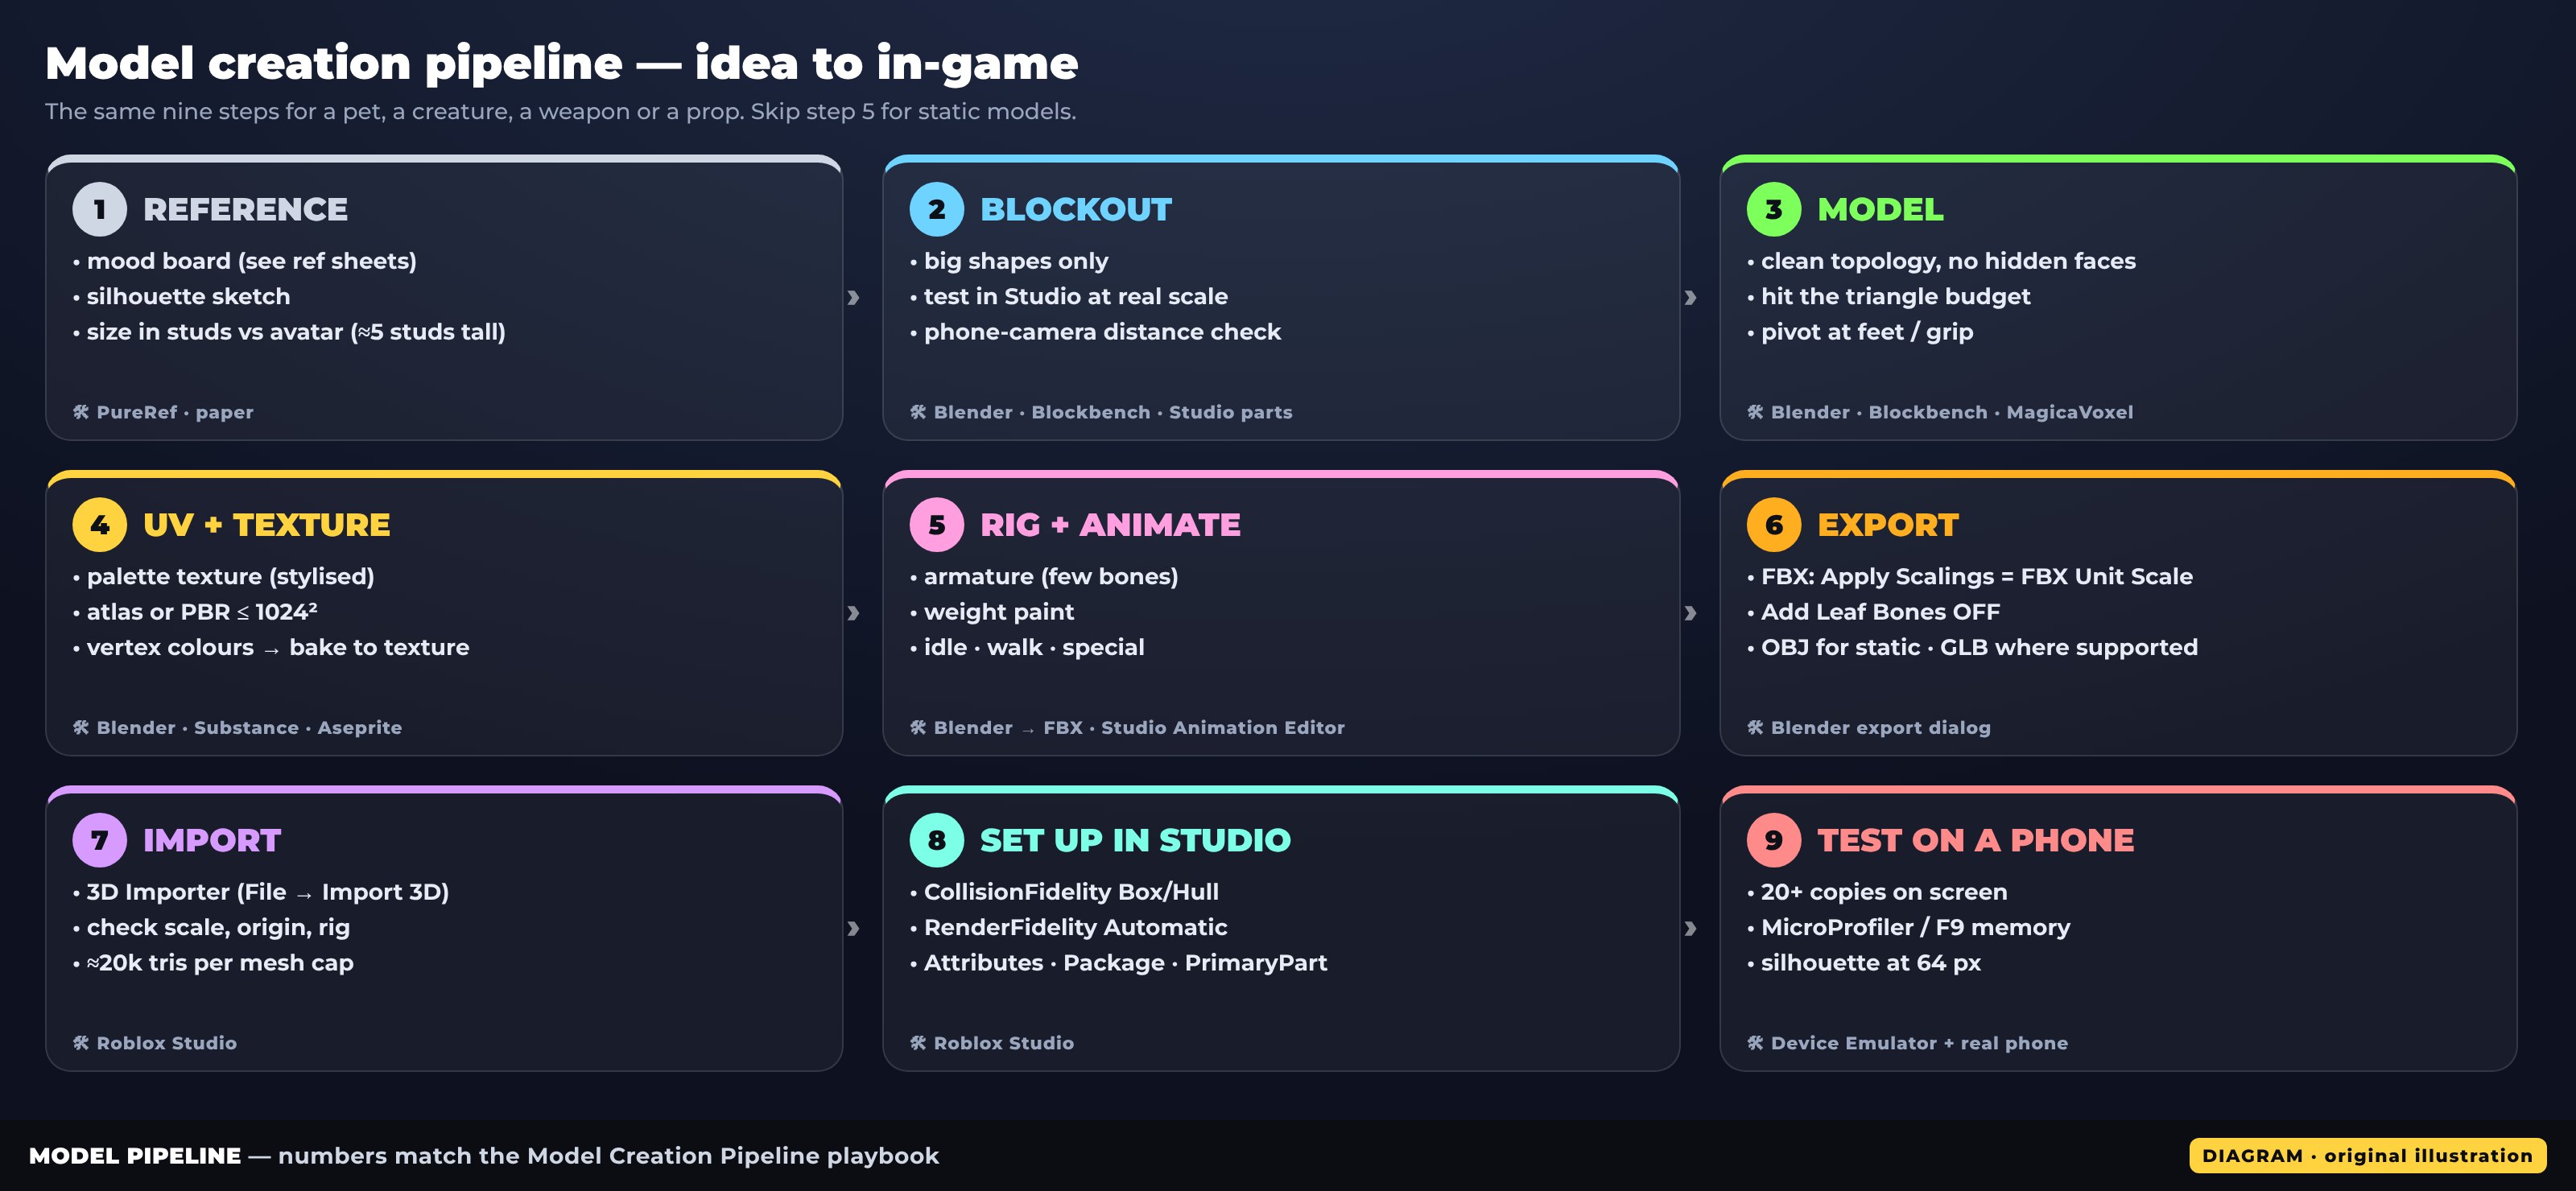 Model creation pipeline — idea to in-game
The same nine steps for a pet, a creature, a weapon or a prop. Skip step 5 for static models.
1 REFERENCE
• mood board (see ref sheets)
• silhouette sketch
• size in studs vs avatar (≈5 studs tall)
🛠 PureRef · paper
›
2 BLOCKOUT
• big shapes only
• test in Studio at real scale
• phone-camera distance check
🛠 Blender · Blockbench · Studio parts
›
3 MODEL
• clean topology, no hidden faces
• hit the triangle budget
• pivot at feet / grip
🛠 Blender · Blockbench · MagicaVoxel
4 UV + TEXTURE
• palette texture (stylised)
• atlas or PBR ≤ 1024²
• vertex colours → bake to texture
🛠 Blender · Substance · Aseprite
›
5 RIG + ANIMATE
• armature (few bones)
• weight paint
• idle · walk · special
🛠 Blender → FBX · Studio Animation Editor
›
6 EXPORT
• FBX: Apply Scalings = FBX Unit Scale
• Add Leaf Bones OFF
• OBJ for static · GLB where supported
🛠 Blender export dialog
7 IMPORT
• 3D Importer (File → Import 3D)
• check scale, origin, rig
• ≈20k tris per mesh cap
🛠 Roblox Studio
›
8 SET UP IN STUDIO
• CollisionFidelity Box/Hull
• RenderFidelity Automatic
• Attributes · Package · PrimaryPart
🛠 Roblox Studio
›
9 TEST ON A PHONE
• 20+ copies on screen
• MicroProfiler / F9 memory
• silhouette at 64 px
🛠 Device Emulator + real phone
MODEL PIPELINE — numbers match the Model Creation Pipeline playbook
DIAGRAM · original illustration